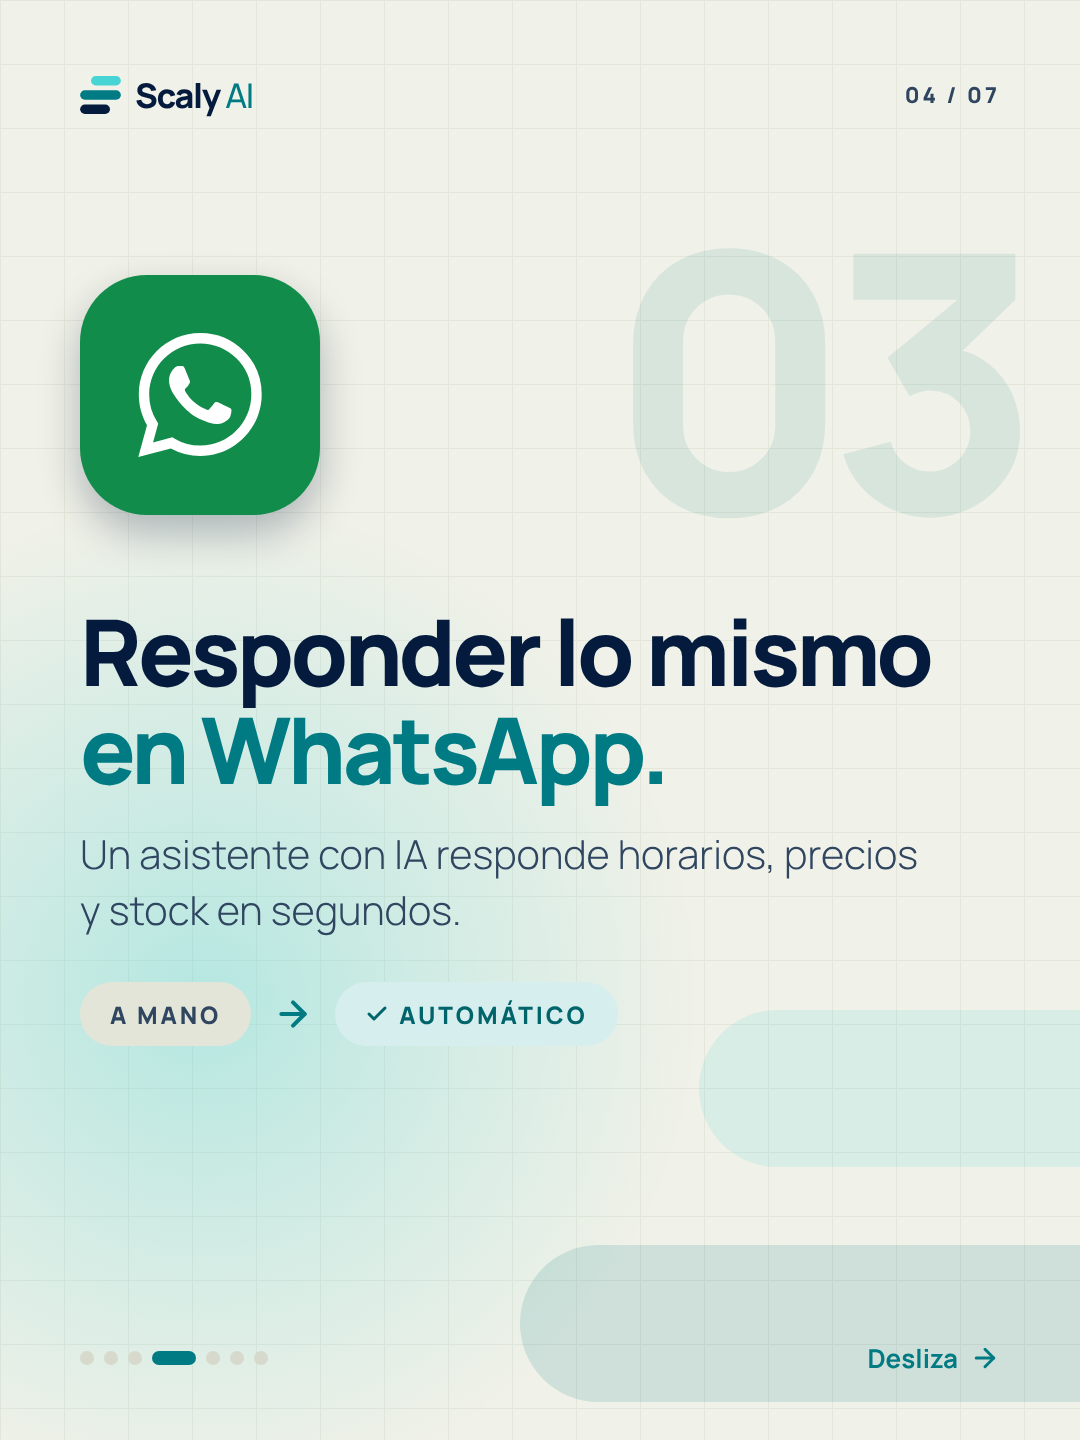 Scaly AI
04 / 07
03
Responder lo mismo
en WhatsApp.
Un asistente con IA responde horarios, precios
y stock en segundos.
A MANO
AUTOMÁTICO
Desliza